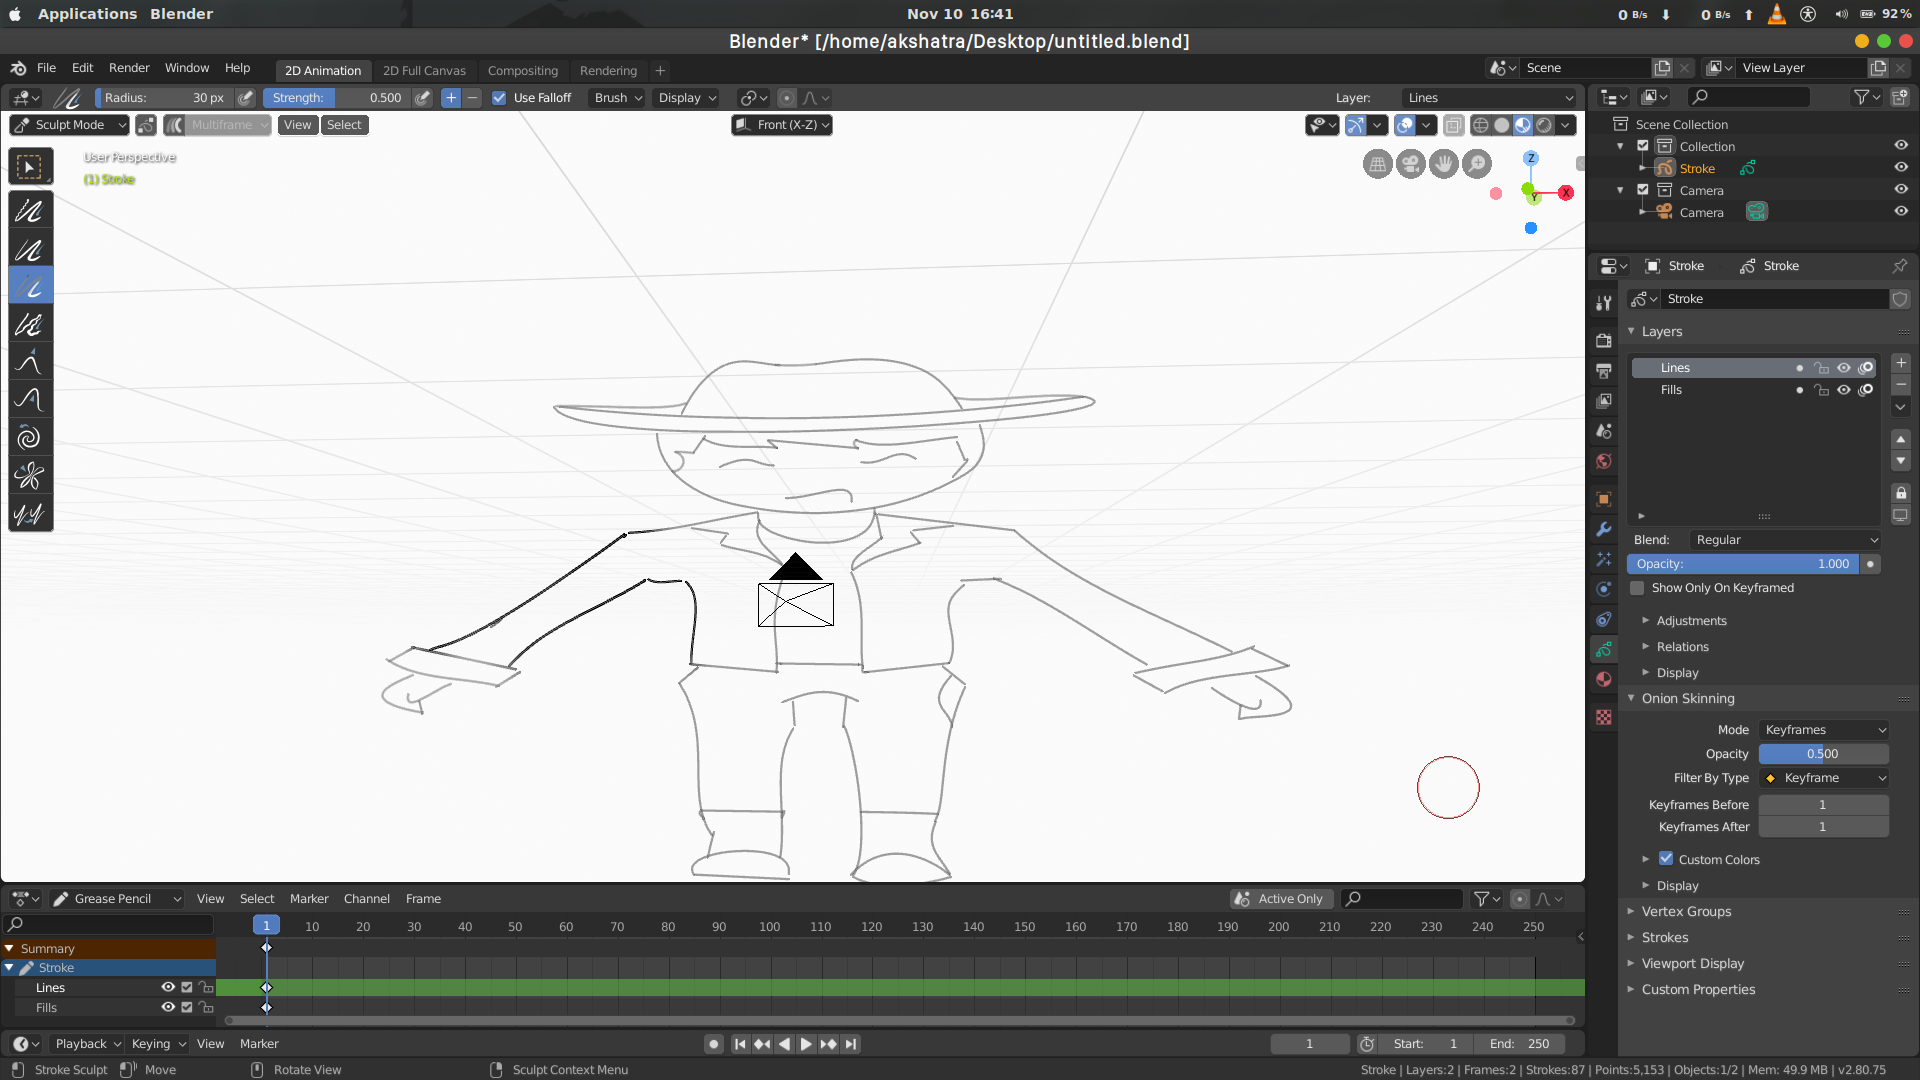 Applications Blender
Nov 10 16:41
0 B/s 0 B/s 92%
Blender* [/home/akshatra/Desktop/untitled.blend]
File Edit Render Window Help 2D Animation 2D Full Canvas Compositing Rendering + Scene View Layer
Radius: 30 px Strength: 0.500 Use Falloff Brush Display Layer: Lines
Sculpt Mode Multiframe View Select Front (X-Z)
User Perspective
(1) Stroke
Z
X
Y
Scene Collection
Collection
Stroke
Camera
Camera
Stroke Stroke
Stroke
Layers
Lines
Fills
Blend: Regular
Opacity: 1.000
Show Only On Keyframed
Adjustments
Relations
Display
Onion Skinning
Mode Keyframes
Opacity 0.500
Filter By Type Keyframe
Keyframes Before 1
Keyframes After 1
Custom Colors
Display
Vertex Groups
Strokes
Viewport Display
Custom Properties
Grease Pencil View Select Marker Channel Frame Active Only
1 10 20 30 40 50 60 70 80 90 100 110 120 130 140 150 160 170 180 190 200 210 220 230 240 250
Summary
Stroke
Lines
Fills
Playback Keying View Marker 1 Start: 1 End: 250
Stroke Sculpt Move Rotate View Sculpt Context Menu Stroke | Layers:2 | Frames:2 | Strokes:87 | Points:5,153 | Objects:1/2 | Mem: 49.9 MB | v2.80.75